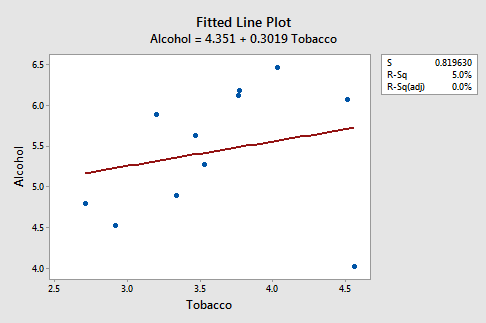 Fitted Line Plot
Alcohol = 4.351 + 0.3019 Tobacco
S 0.819630
R-Sq 5.0%
R-Sq(adj) 0.0%
Alcohol
6.5
6.0
5.5
5.0
4.5
4.0
2.5 3.0 3.5 4.0 4.5
Tobacco